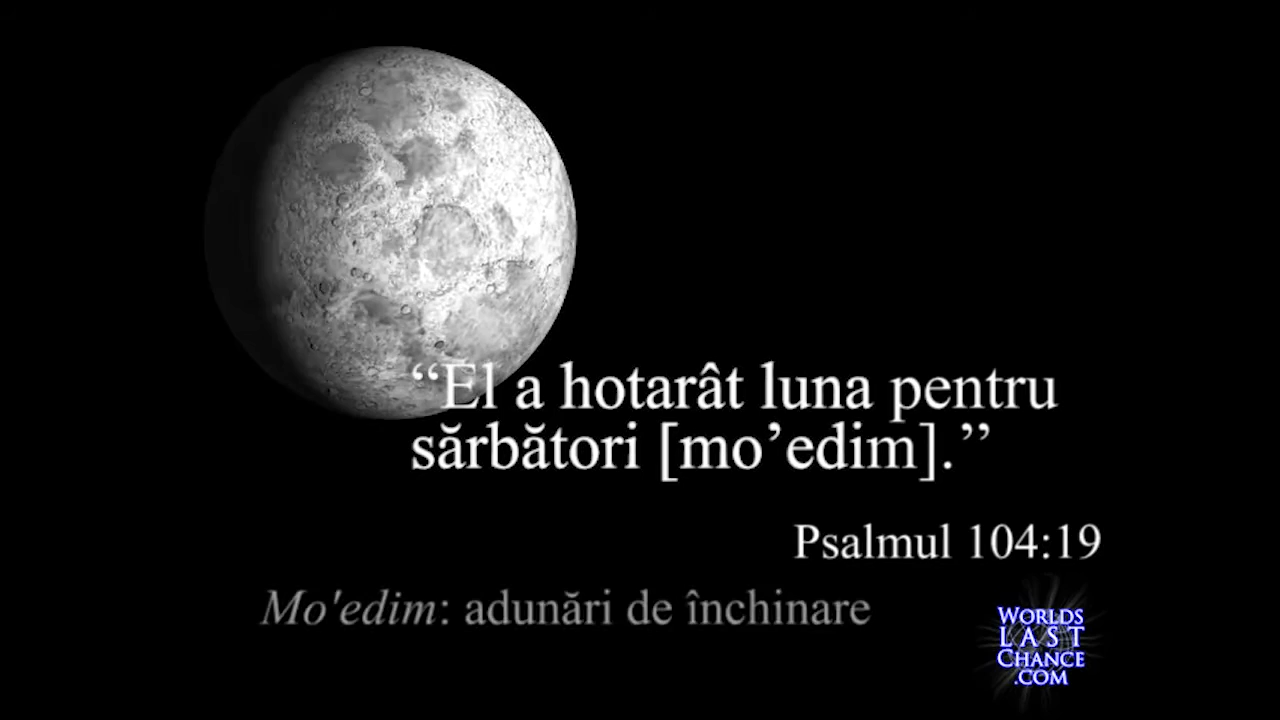 “El a hotarât luna pentru
sărbători [mo’edim].”
Psalmul 104:19
Mo'edim: adunări de închinare
WORLDS
LAST
CHANCE
.COM